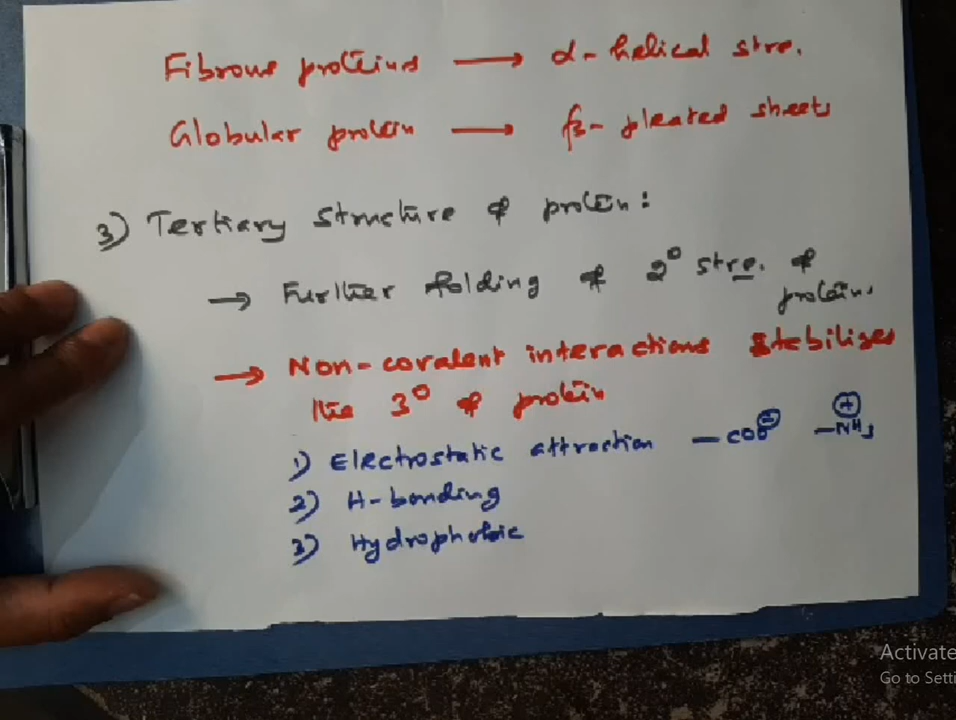 Fibrous proteins → α- helical stre.
Globular protein → β- pleated sheets
3) Tertiary structure of protein:
→ Further folding of 2° stre. of
proteins
→ Non-covalent interactions stabilizes
the 3° of protein
1) Electrostatic attraction —COO⊖ —NH₃⊕
2) H-bonding
3) Hydrophobic
Activate
Go to Setti